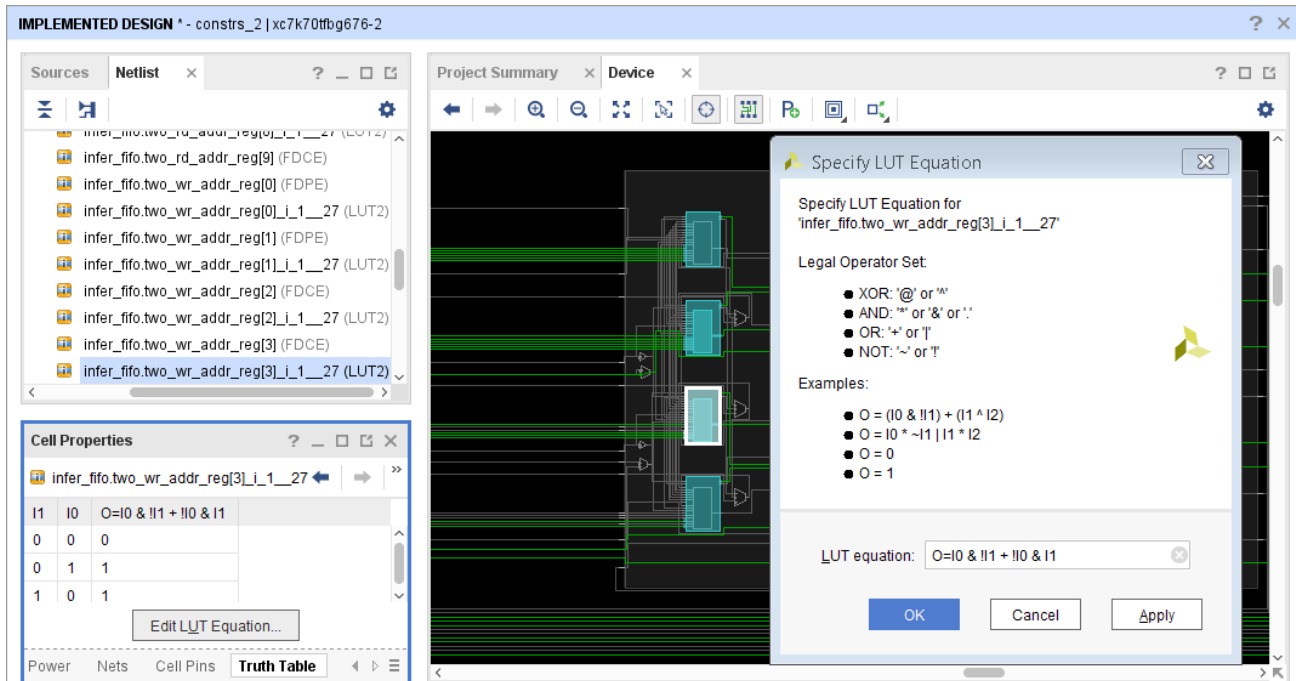 IMPLEMENTED DESIGN * - constrs_2 | xc7k70tfbg676-2
Sources Netlist
infer_fifo.two_rd_addr_reg[8]_i_1__27 (LUT2)
infer_fifo.two_rd_addr_reg[9] (FDCE)
infer_fifo.two_wr_addr_reg[0] (FDPE)
infer_fifo.two_wr_addr_reg[0]_i_1__27 (LUT2)
infer_fifo.two_wr_addr_reg[1] (FDPE)
infer_fifo.two_wr_addr_reg[1]_i_1__27 (LUT2)
infer_fifo.two_wr_addr_reg[2] (FDCE)
infer_fifo.two_wr_addr_reg[2]_i_1__27 (LUT2)
infer_fifo.two_wr_addr_reg[3] (FDCE)
infer_fifo.two_wr_addr_reg[3]_i_1__27 (LUT2)
Cell Properties
infer_fifo.two_wr_addr_reg[3]_i_1__27
I1 I0 O=I0 & !I1 + !I0 & I1
0 0 0
0 1 1
1 0 1
Edit LUT Equation...
Power Nets Cell Pins Truth Table
Project Summary Device
Specify LUT Equation
Specify LUT Equation for
'infer_fifo.two_wr_addr_reg[3]_i_1__27'
Legal Operator Set:
XOR: '@' or '^'
AND: '*' or '&' or '.'
OR: '+' or '|'
NOT: '~' or '!'
Examples:
O = (I0 & !I1) + (I1 ^ I2)
O = I0 * ~I1 | I1 * I2
O = 0
O = 1
LUT equation: O=I0 & !I1 + !I0 & I1
OK Cancel Apply